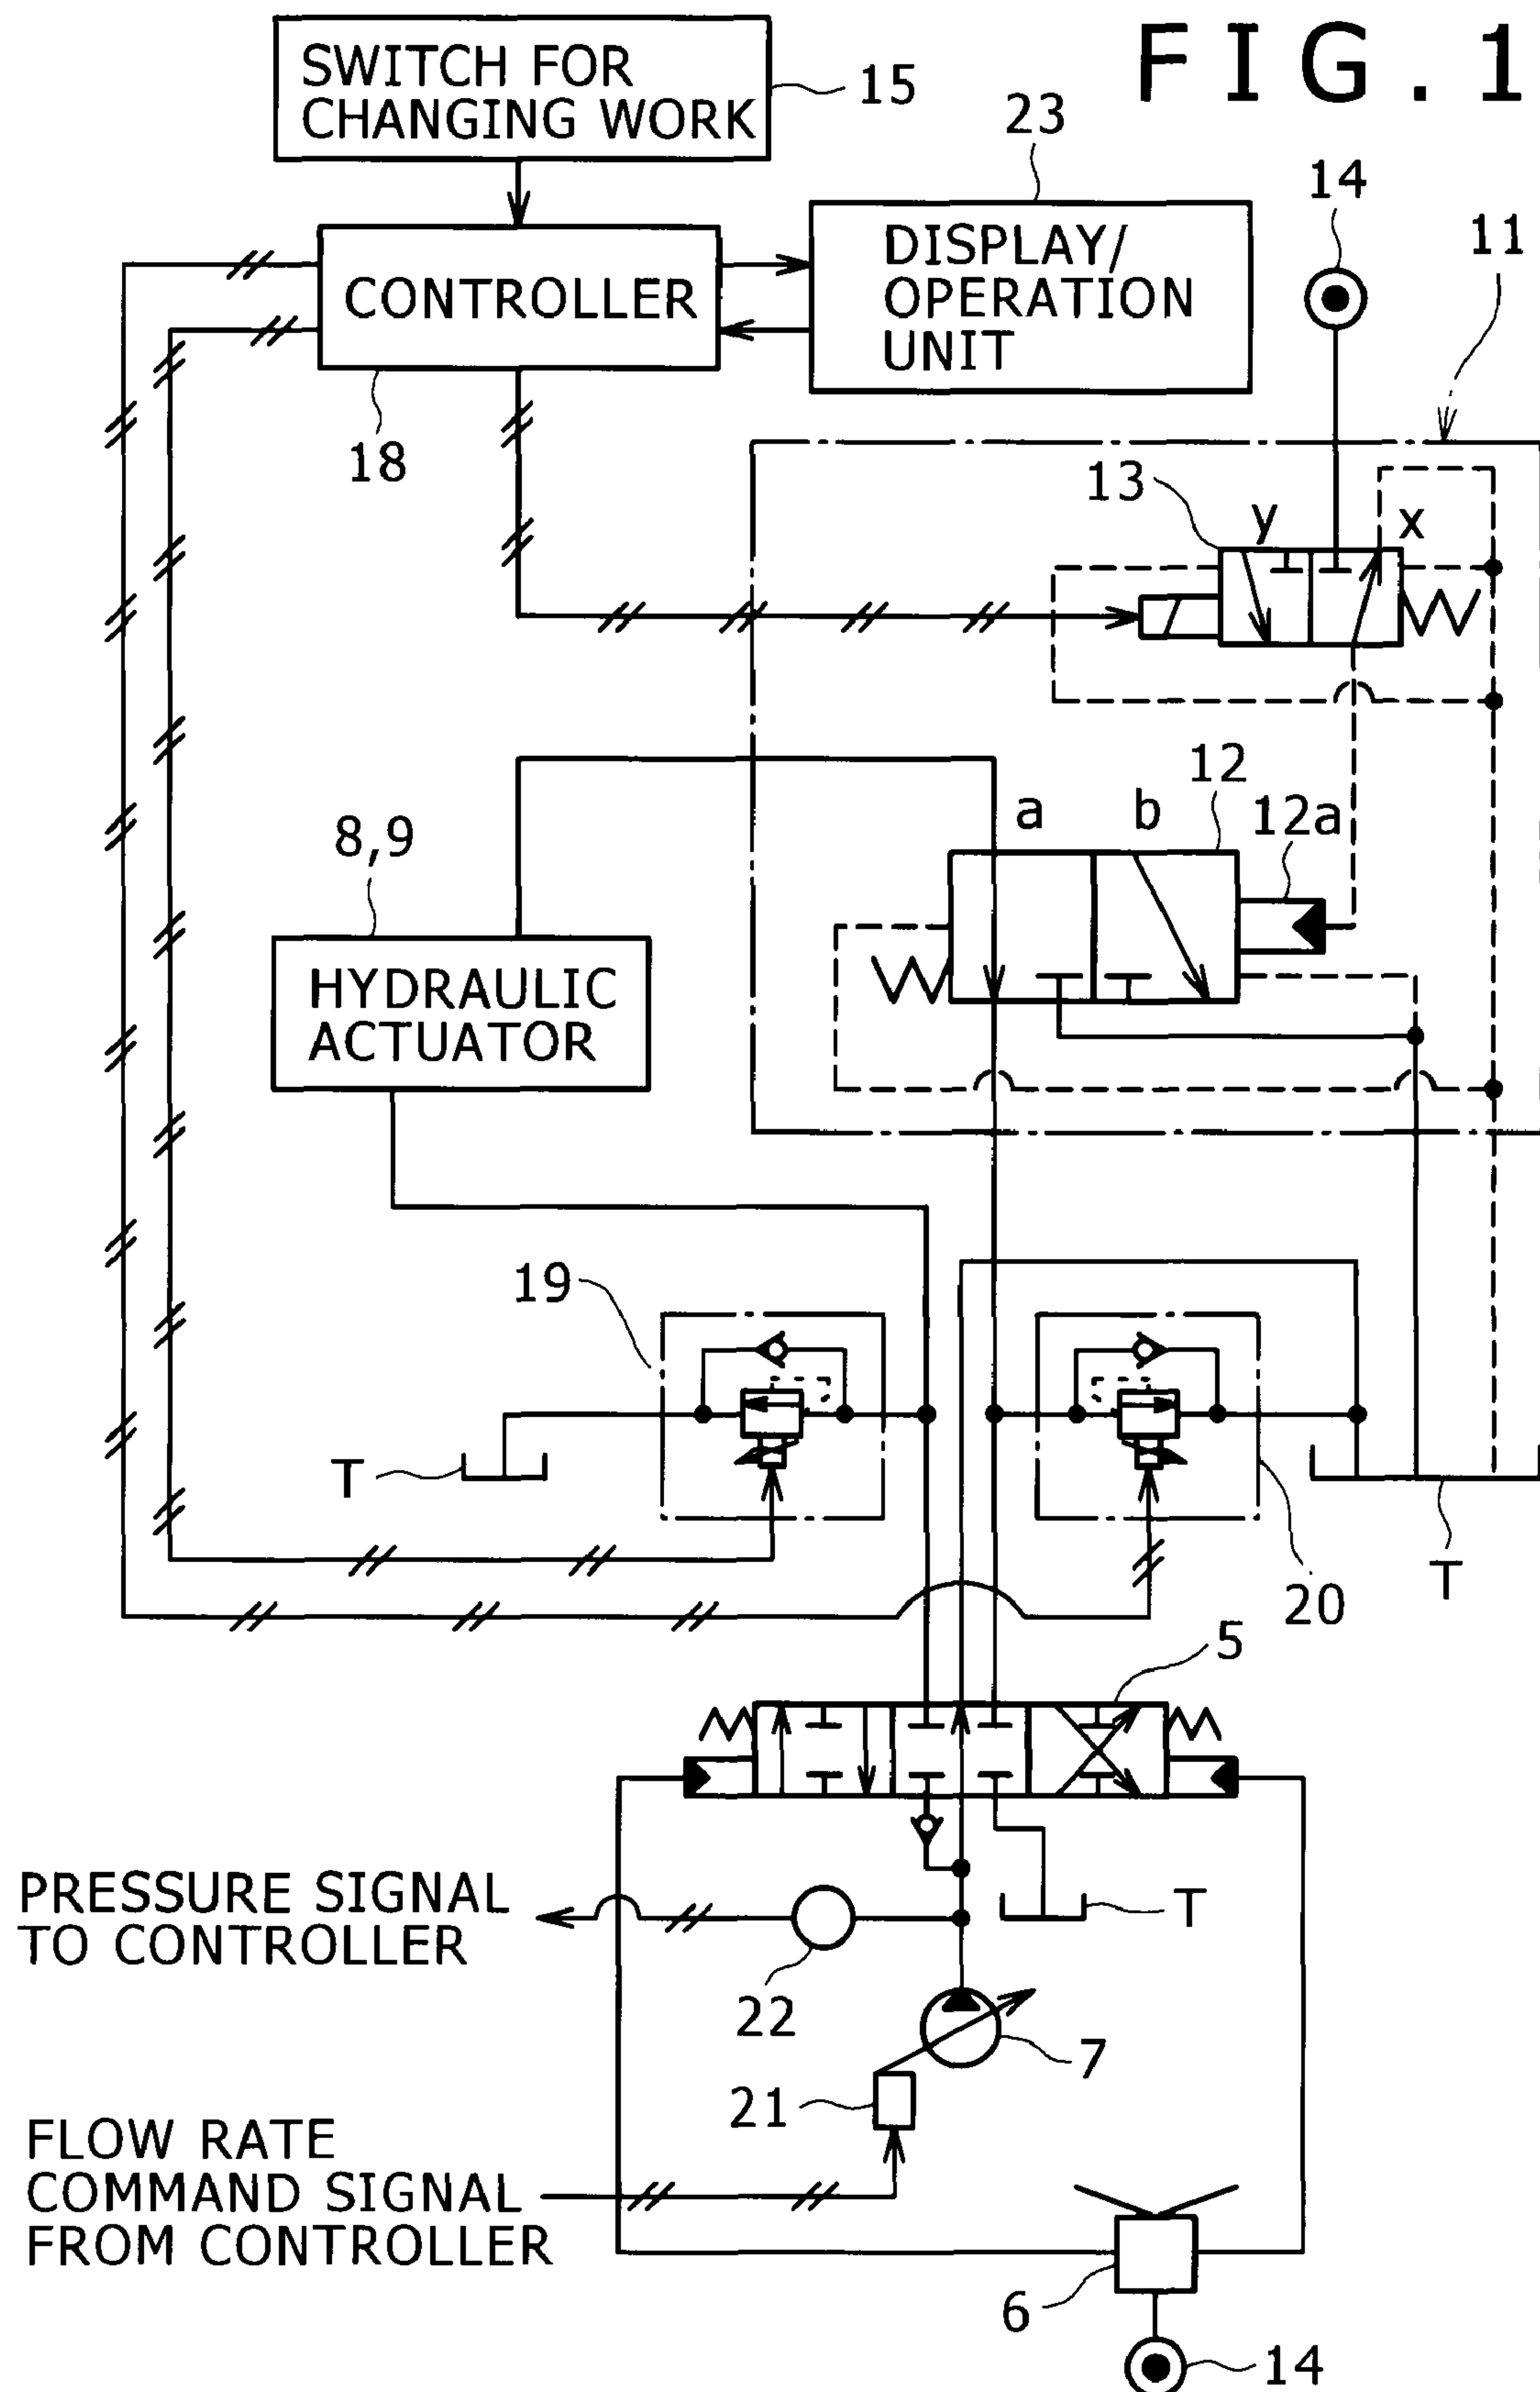 FIG.1
SWITCH FOR
CHANGING WORK
15
23
14
11
CONTROLLER
DISPLAY/
OPERATION
UNIT
18
13
y
x
12
a
b
12a
8,9
HYDRAULIC
ACTUATOR
19
T
20
T
5
PRESSURE SIGNAL
TO CONTROLLER
T
22
7
21
FLOW RATE
COMMAND SIGNAL
FROM CONTROLLER
6
14